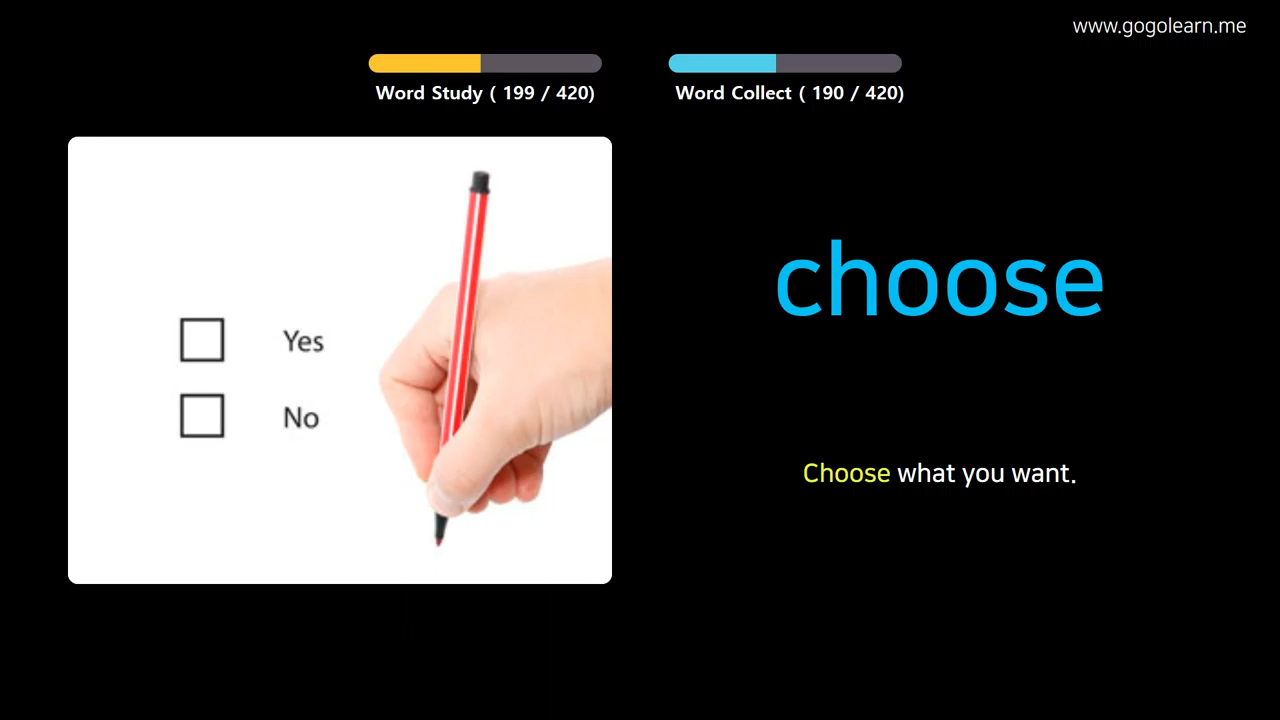 www.gogolearn.me
Word Study ( 199 / 420)
Word Collect ( 190 / 420)
Yes
No
choose
Choose what you want.